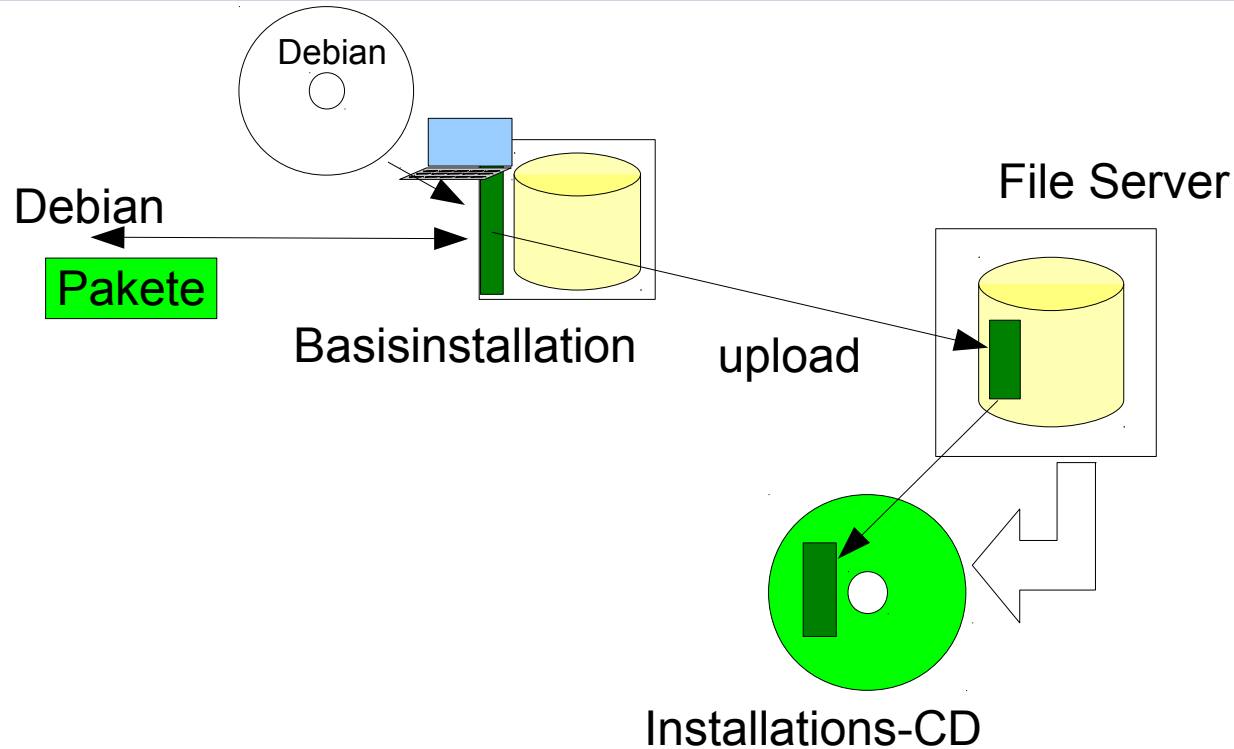 Debian
File Server
Debian
Pakete
Basisinstallation
upload
Installations-CD